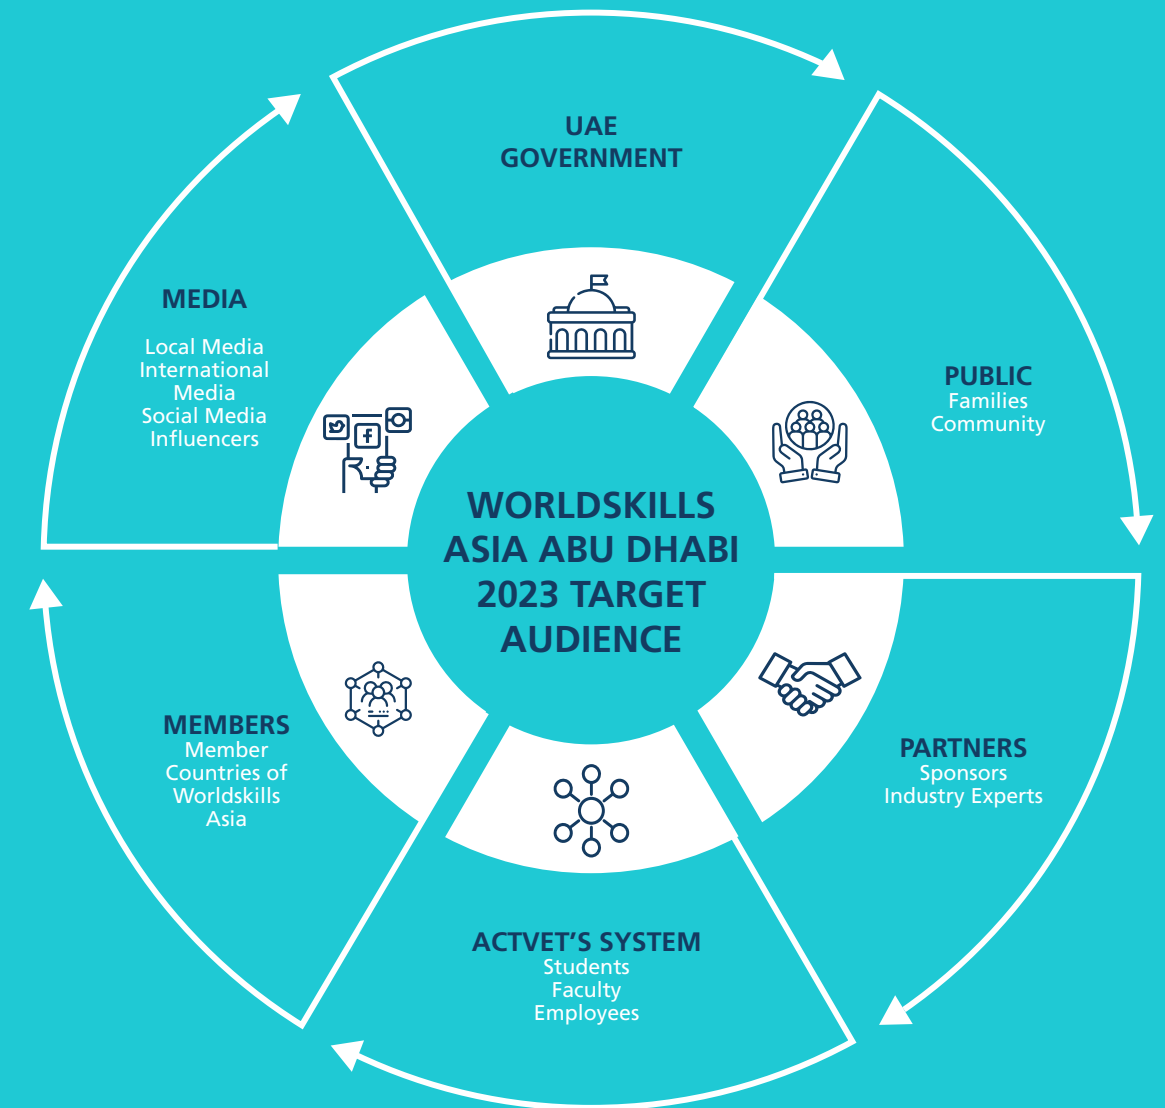 UAE
GOVERNMENT
MEDIA
Local Media
International
Media
Social Media
Influencers
PUBLIC
Families
Community
WORLDSKILLS
ASIA ABU DHABI
2023 TARGET
AUDIENCE
MEMBERS
Member
Countries of
Worldskills
Asia
PARTNERS
Sponsors
Industry Experts
ACTVET'S SYSTEM
Students
Faculty
Employees